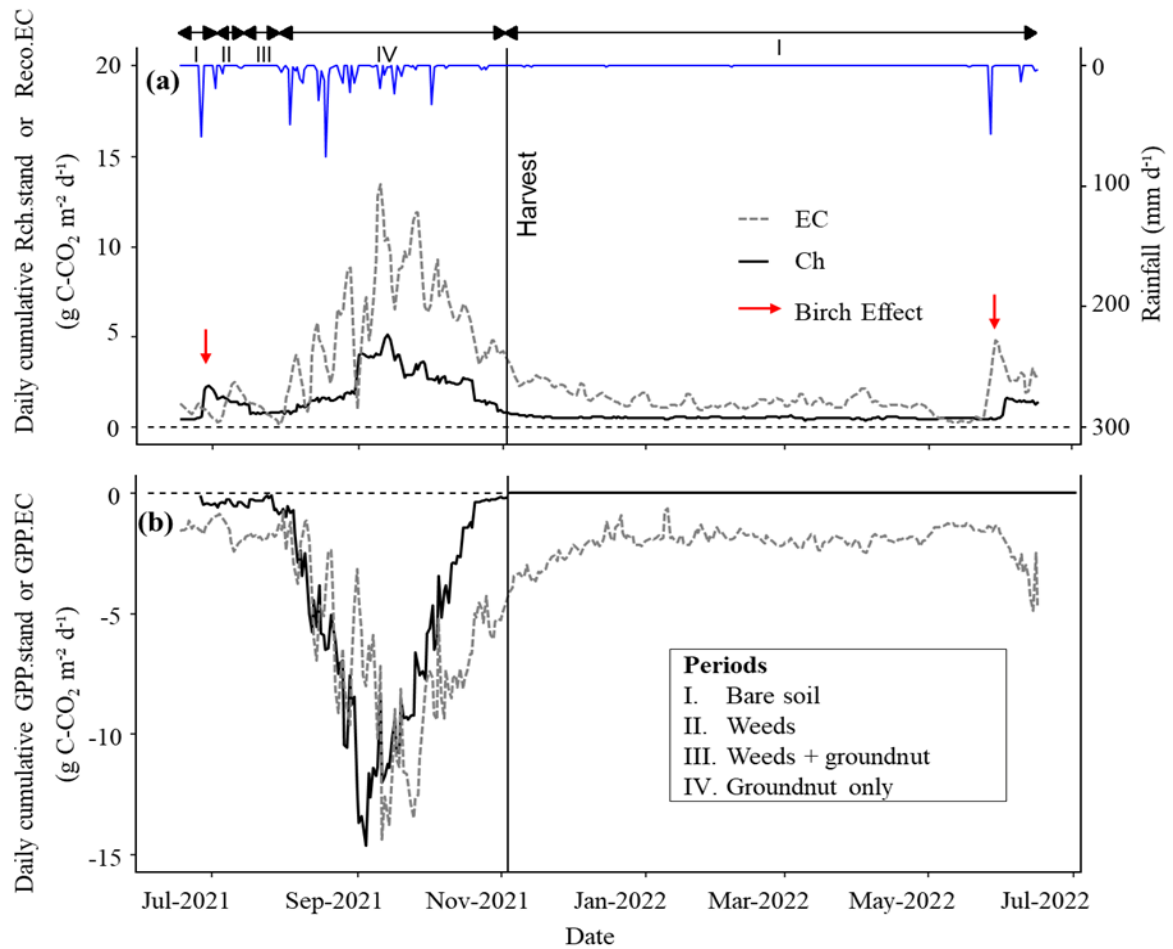 I II III IV I
Daily cumulative Rch.stand or Reco.EC
(g C-CO₂ m⁻² d⁻¹)
20
15
10
5
0
(a)
Harvest
EC
Ch
Birch Effect
0
100
200
300
Rainfall (mm d⁻¹)
Daily cumulative GPP.stand or GPP.EC
(g C-CO₂ m⁻² d⁻¹)
0
-5
-10
-15
(b)
Periods
I. Bare soil
II. Weeds
III. Weeds + groundnut
IV. Groundnut only
Jul-2021 Sep-2021 Nov-2021 Jan-2022 Mar-2022 May-2022 Jul-2022
Date